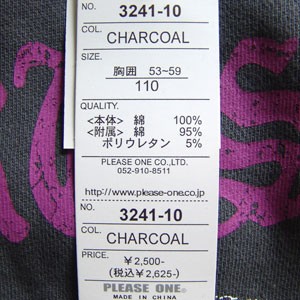 NO. 3241-10
COL. CHARCOAL
SIZE.
胸囲 53~59
110
QUALITY.
<本体> 綿 100%
<附属> 綿 95%
ポリウレタン 5%
PLEASE ONE CO.,LTD.
052-910-8511
http://www.please-one.co.jp
NO. 3241-10
COL. CHARCOAL
PRICE. ¥2,500-
(税込¥2,625-)
PLEASE ONE.
MADE IN CHINA